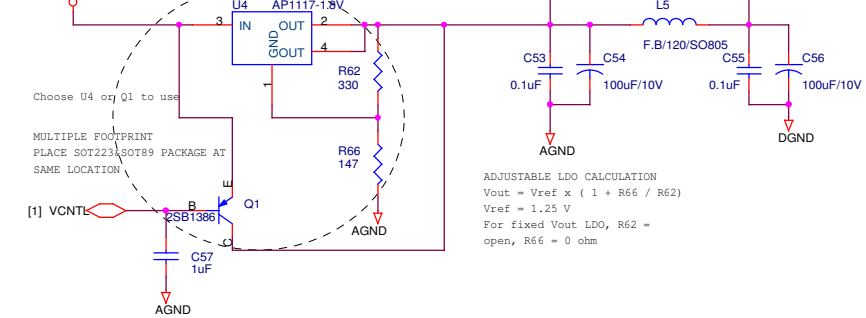 U4
AP1117-1.8V
L5
3
IN
OUT
2
GND
OUT
4
1
F.B/120/SO805
R62
330
C53
0.1uF
C54
100uF/10V
C55
0.1uF
C56
100uF/10V
Choose U4 or Q1 to use
MULTIPLE FOOTPRINT
PLACE SOT223&SOT89 PACKAGE AT
SAME LOCATION
R66
147
AGND
DGND
ADJUSTABLE LDO CALCULATION
Vout = Vref x ( 1 + R66 / R62)
Vref = 1.25 V
For fixed Vout LDO, R62 =
open, R66 = 0 ohm
E
[1] VCNTL
B
2SB1386
Q1
C
AGND
C57
1uF
AGND